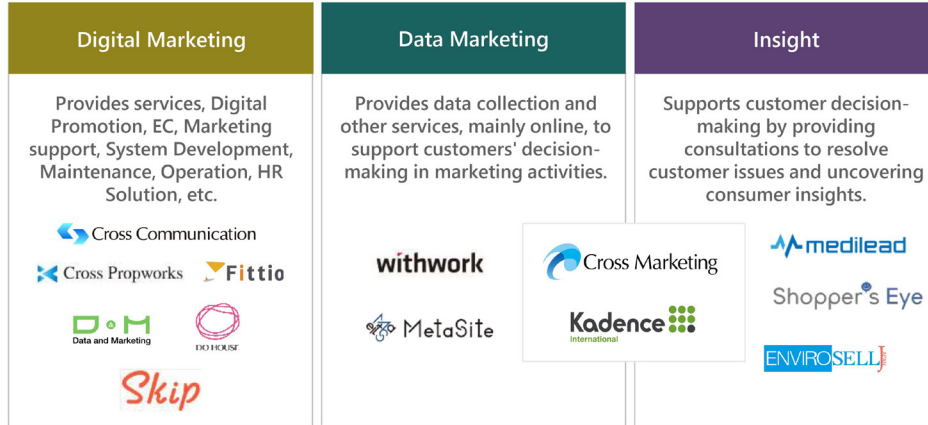 Digital Marketing
Provides services, Digital
Promotion, EC, Marketing
support, System Development,
Maintenance, Operation, HR
Solution, etc.
Cross Communication
Cross Propworks
Fittio
D&M
Data and Marketing
DO HOUSE
Skip
Data Marketing
Provides data collection and
other services, mainly online, to
support customers' decision-
making in marketing activities.
withwork
MetaSite
Cross Marketing
Kadence
International
Insight
Supports customer decision-
making by providing
consultations to resolve
customer issues and uncovering
consumer insights.
medilead
Shopper's Eye
ENVIROSELL